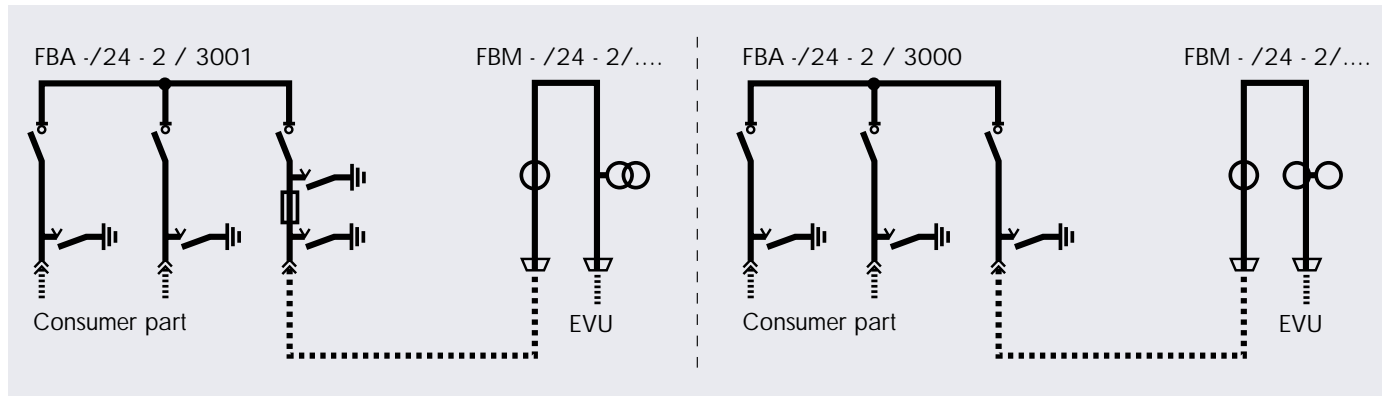 FBA -/24 - 2 / 3001
FBM - /24 - 2/....
Consumer part
EVU
FBA -/24 - 2 / 3000
FBM - /24 - 2/....
Consumer part
EVU